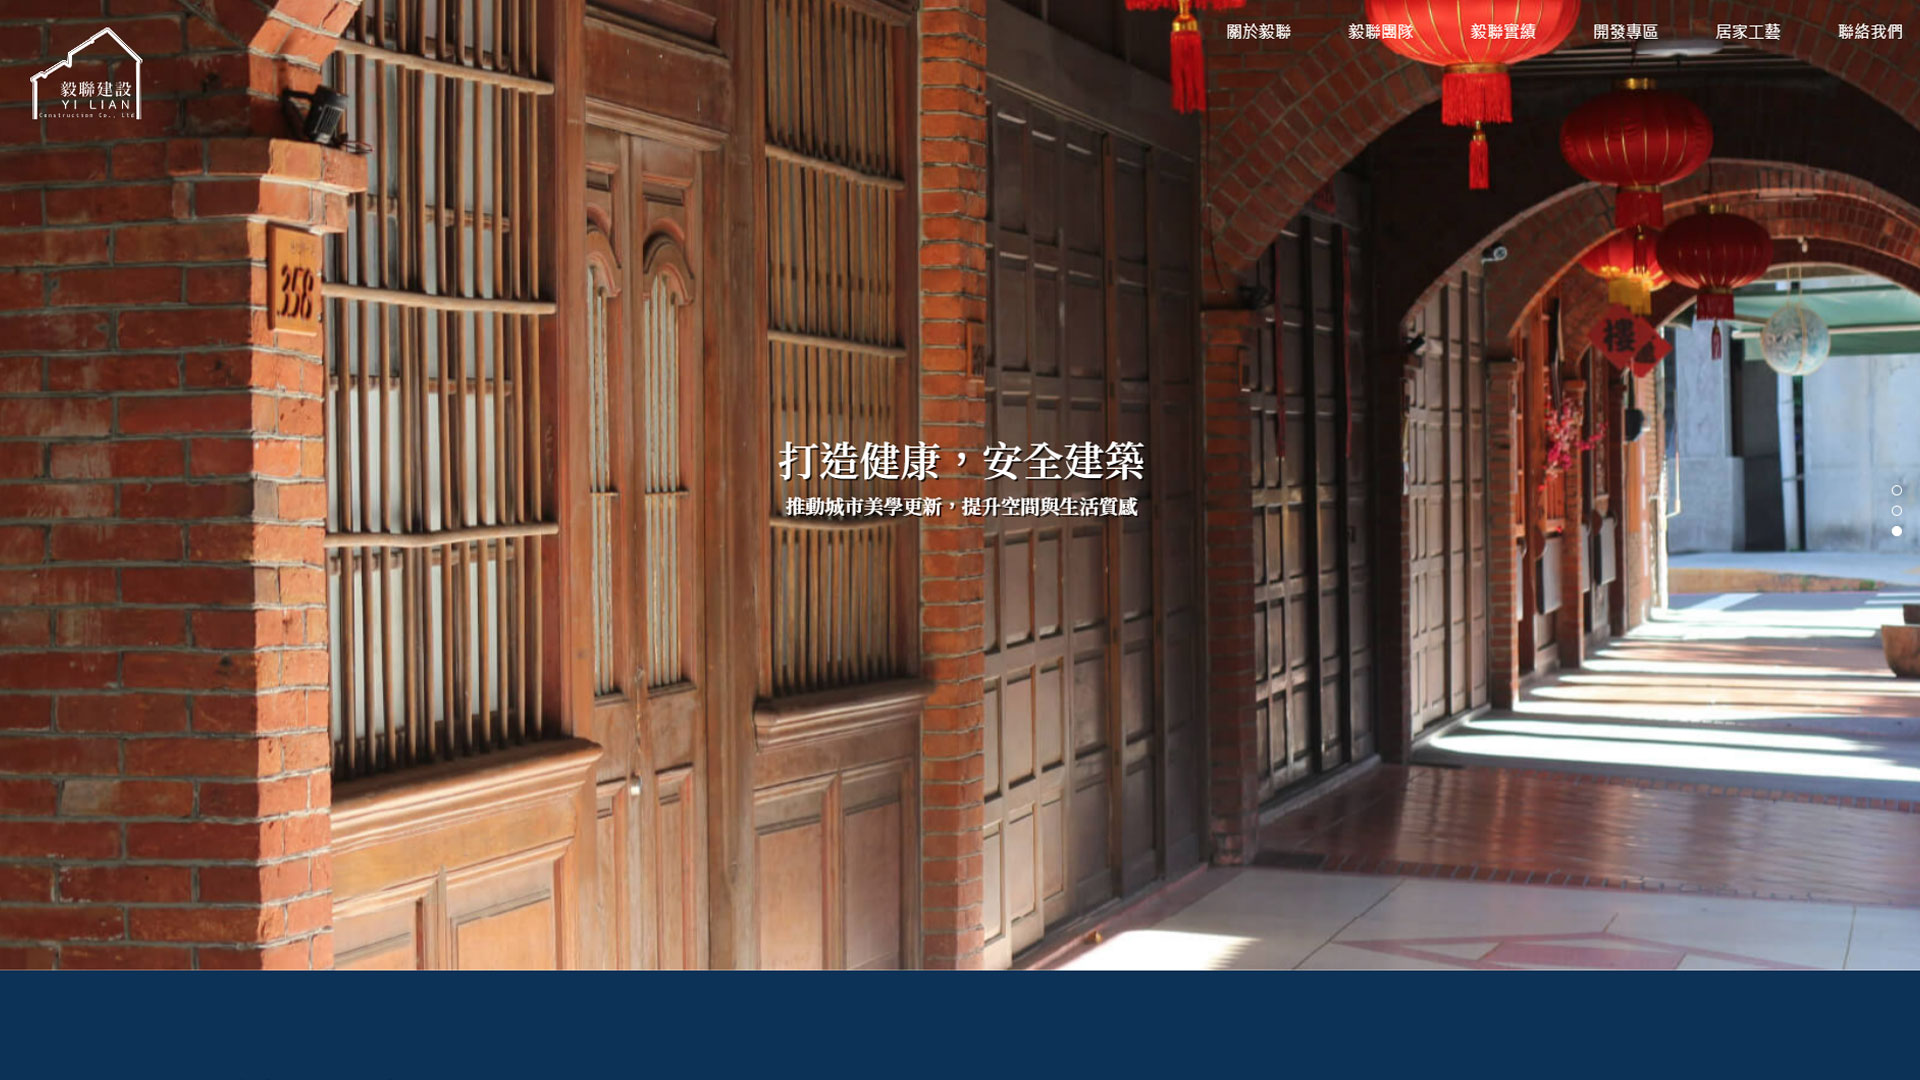 毅聯建設
YI LIAN
Construcsson Co., Ltd
關於毅聯
毅聯團隊
毅聯實績
開發專區
居家工藝
聯絡我們
358
樓
打造健康，安全建築
推動城市美學更新，提升空間與生活質感